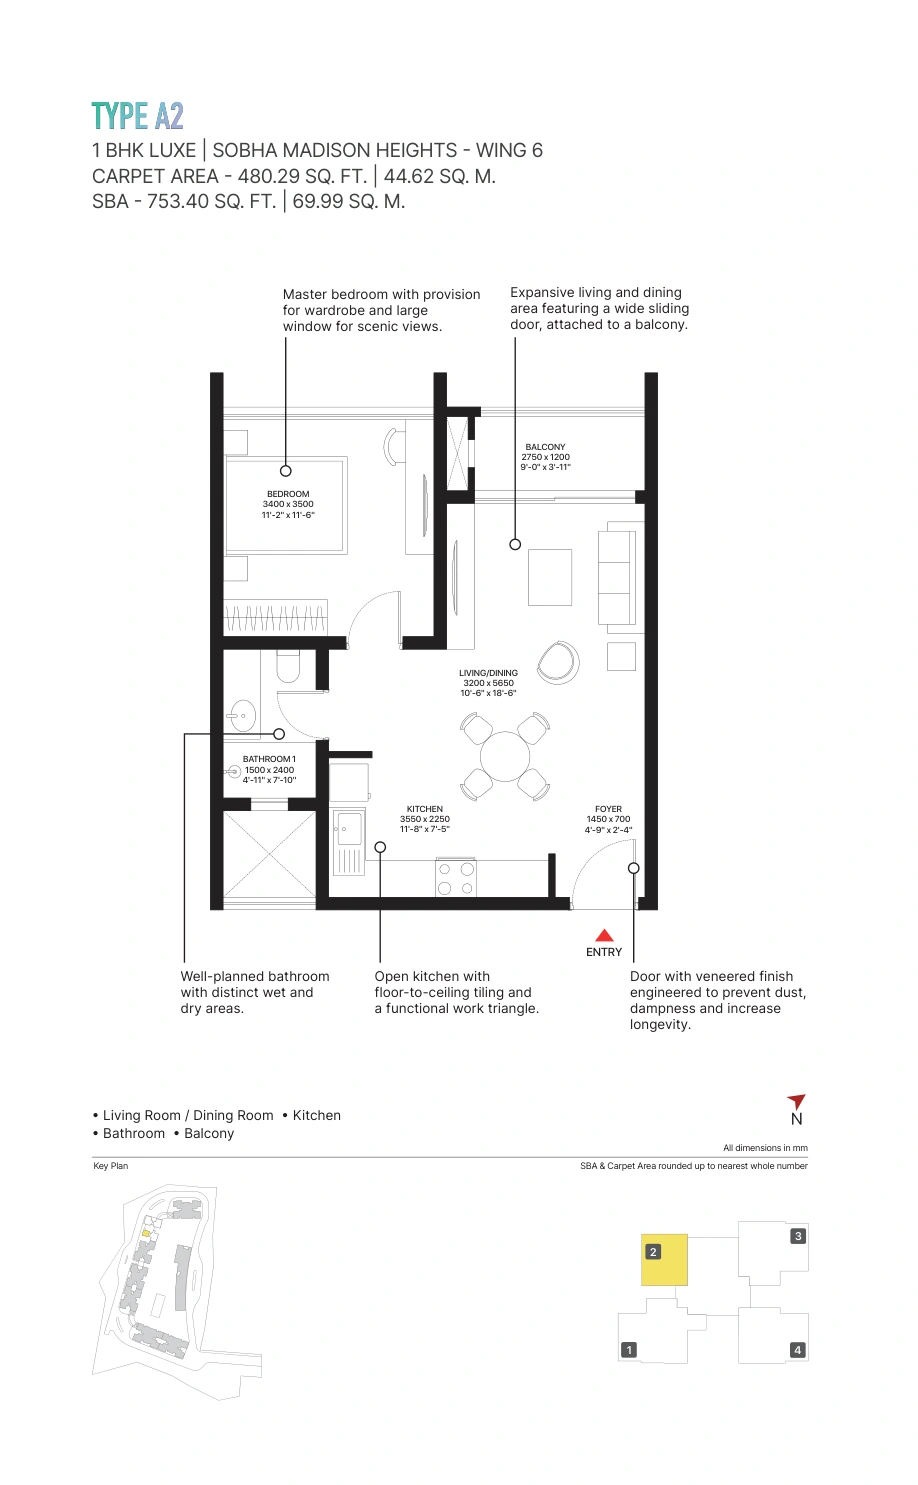 TYPE A2
1 BHK LUXE | SOBHA MADISON HEIGHTS - WING 6
CARPET AREA - 480.29 SQ. FT. | 44.62 SQ. M.
SBA - 753.40 SQ. FT. | 69.99 SQ. M.
Master bedroom with provision
for wardrobe and large
window for scenic views.
Expansive living and dining
area featuring a wide sliding
door, attached to a balcony.
BALCONY
2750 x 1200
9'-0" x 3'-11"
BEDROOM
3400 x 3500
11'-2" x 11'-6"
LIVING/DINING
3200 x 5650
10'-6" x 18'-6"
BATHROOM 1
1500 x 2400
4'-11" x 7'-10"
KITCHEN
3550 x 2250
11'-8" x 7'-5"
FOYER
1450 x 700
4'-9" x 2'-4"
ENTRY
Well-planned bathroom
with distinct wet and
dry areas.
Open kitchen with
floor-to-ceiling tiling and
a functional work triangle.
Door with veneered finish
engineered to prevent dust,
dampness and increase
longevity.
• Living Room / Dining Room • Kitchen
• Bathroom • Balcony
N
All dimensions in mm
Key Plan
SBA & Carpet Area rounded up to nearest whole number
2
3
1
4